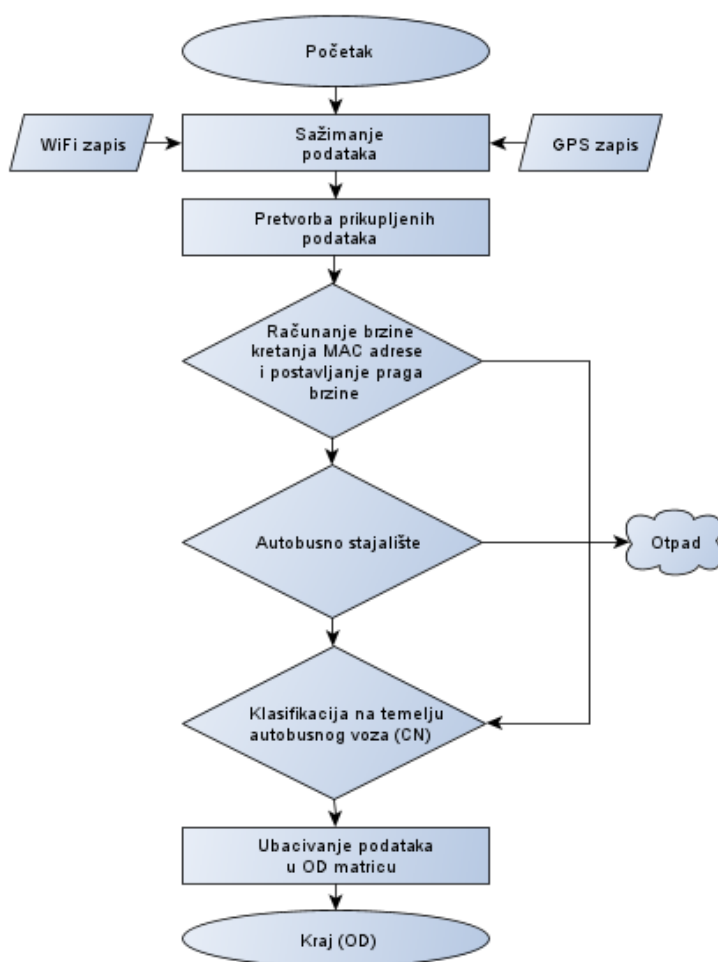 Početak
WiFi zapis
Sažimanje
podataka
GPS zapis
Pretvorba prikupljenih
podataka
Računanje brzine
kretanja MAC adrese
i postavljanje praga
brzine
Autobusno stajalište
Otpad
Klasifikacija na temelju
autobusnog voza (CN)
Ubacivanje podataka
u OD matricu
Kraj (OD)